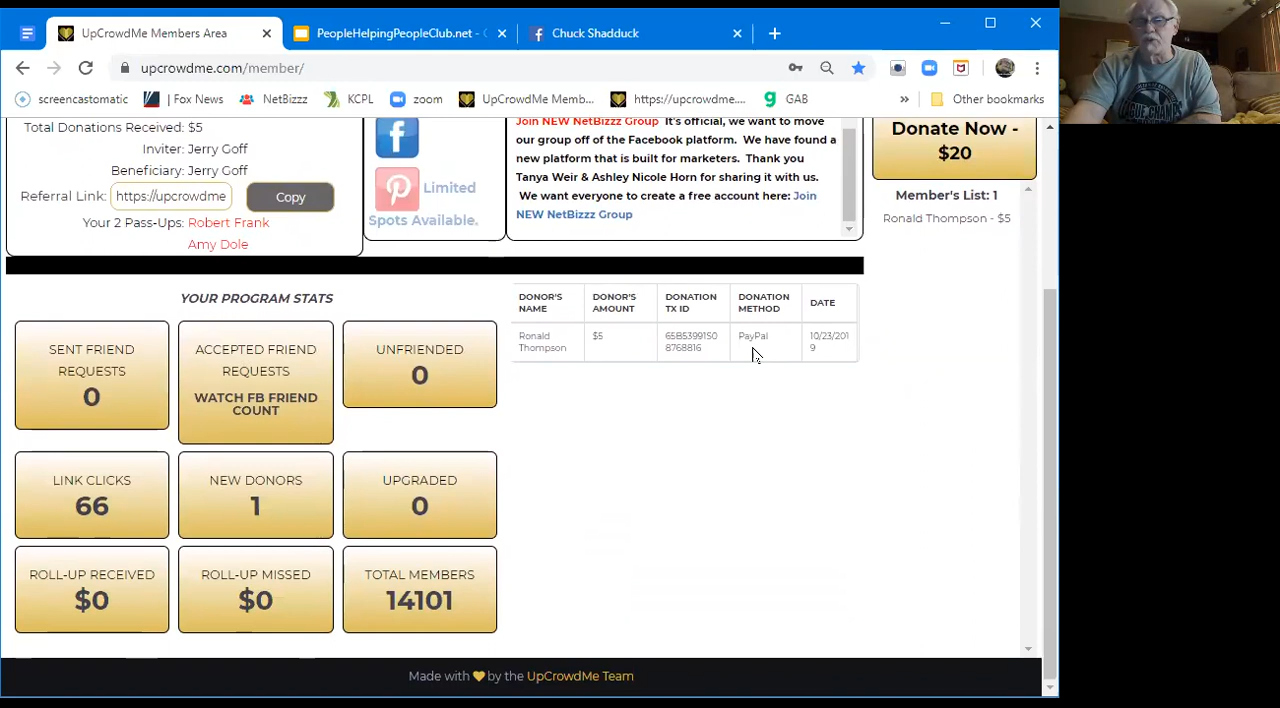 UpCrowdMe Members Area
PeopleHelpingPeopleClub.net - G
Chuck Shadduck
upcrowdme.com/member/
screencastomatic
| Fox News
NetBizzz
KCPL
zoom
UpCrowdMe Memb...
https://upcrowdme....
GAB
»
Other bookmarks
Total Donations Received: $5
Inviter: Jerry Goff
Beneficiary: Jerry Goff
Referral Link: https://upcrowdme Copy
Your 2 Pass-Ups: Robert Frank
Amy Dole
Limited
Spots Available.
Join NEW NetBizzz Group It's official, we want to move
our group off of the Facebook platform. We have found a
new platform that is built for marketers. Thank you
Tanya Weir & Ashley Nicole Horn for sharing it with us.
We want everyone to create a free account here: Join
NEW NetBizzz Group
Donate Now -
$20
Member's List: 1
Ronald Thompson - $5
YOUR PROGRAM STATS
SENT FRIEND
REQUESTS
0
ACCEPTED FRIEND
REQUESTS
WATCH FB FRIEND
COUNT
UNFRIENDED
0
LINK CLICKS
66
NEW DONORS
1
UPGRADED
0
ROLL-UP RECEIVED
$0
ROLL-UP MISSED
$0
TOTAL MEMBERS
14101
DONOR'S
NAME
DONOR'S
AMOUNT
DONATION
TX ID
DONATION
METHOD
DATE
Ronald
Thompson
$5
65B5399150
8768816
PayPal
10/23/201
9
Made with by the UpCrowdMe Team